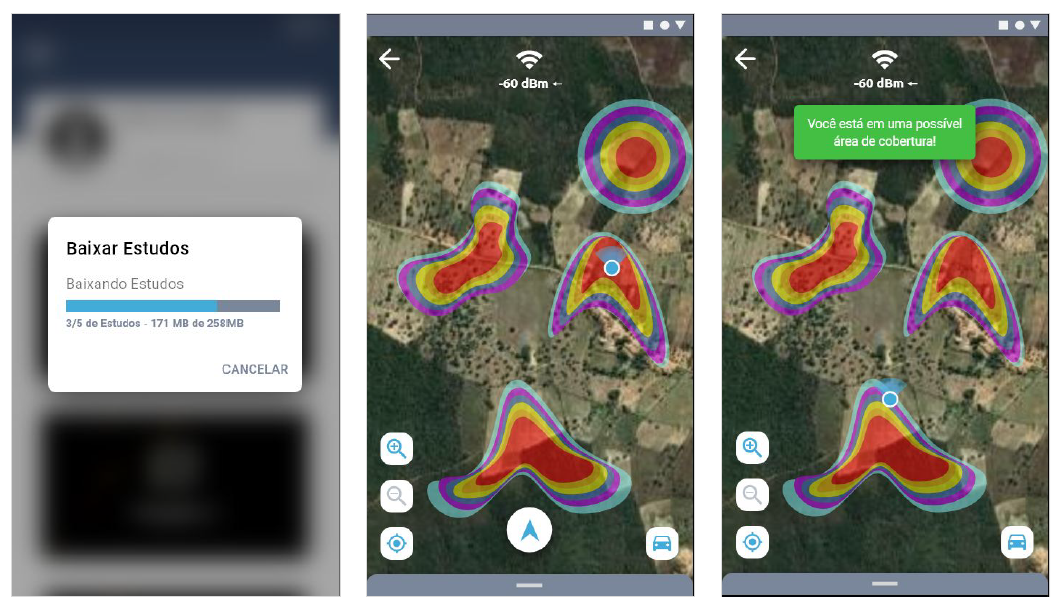 Baixar Estudos
Baixando Estudos
3/5 de Estudos - 171 MB de 258MB
CANCELAR
-60 dBm ←
-60 dBm ←
Você está em uma possível
área de cobertura!